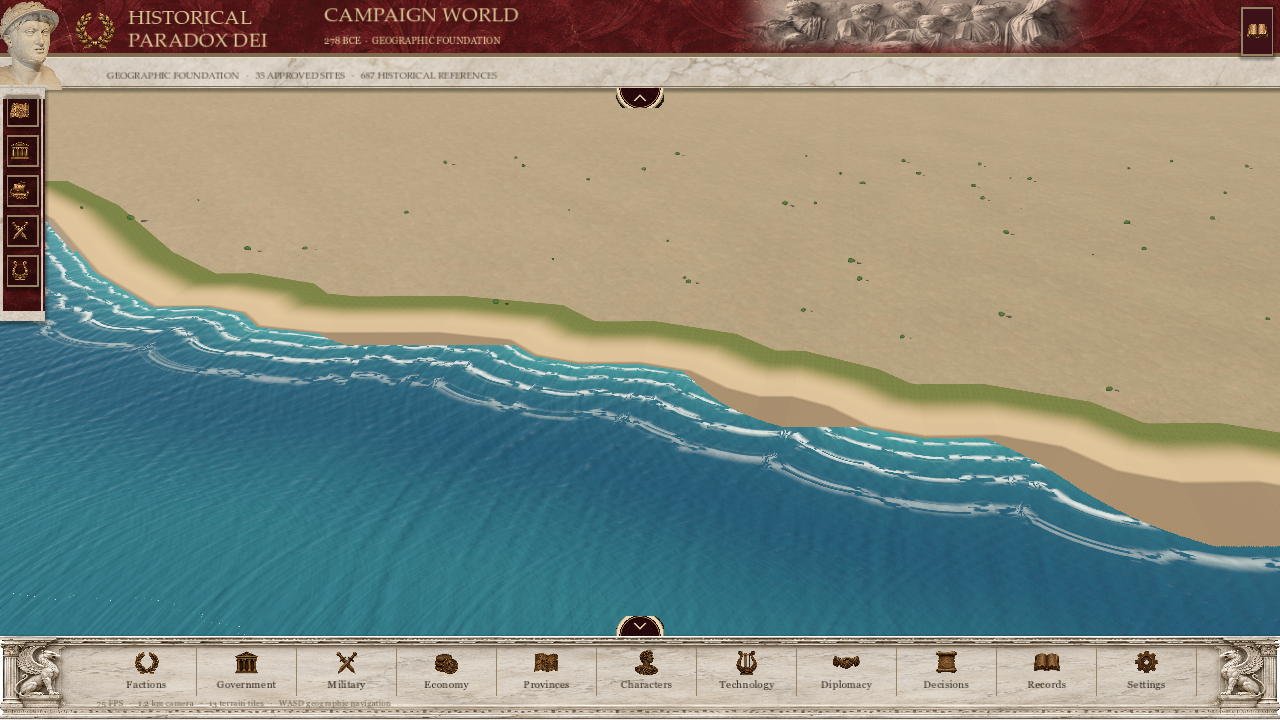 HISTORICAL
PARADOX DEI
CAMPAIGN WORLD
278 BCE · GEOGRAPHIC FOUNDATION
GEOGRAPHIC FOUNDATION · 35 APPROVED SITES · 687 HISTORICAL REFERENCES
Factions Government Military Economy Provinces Characters Technology Diplomacy Decisions Records Settings
75 FPS · 1.2 km camera · 13 terrain tiles · WASD geographic navigation